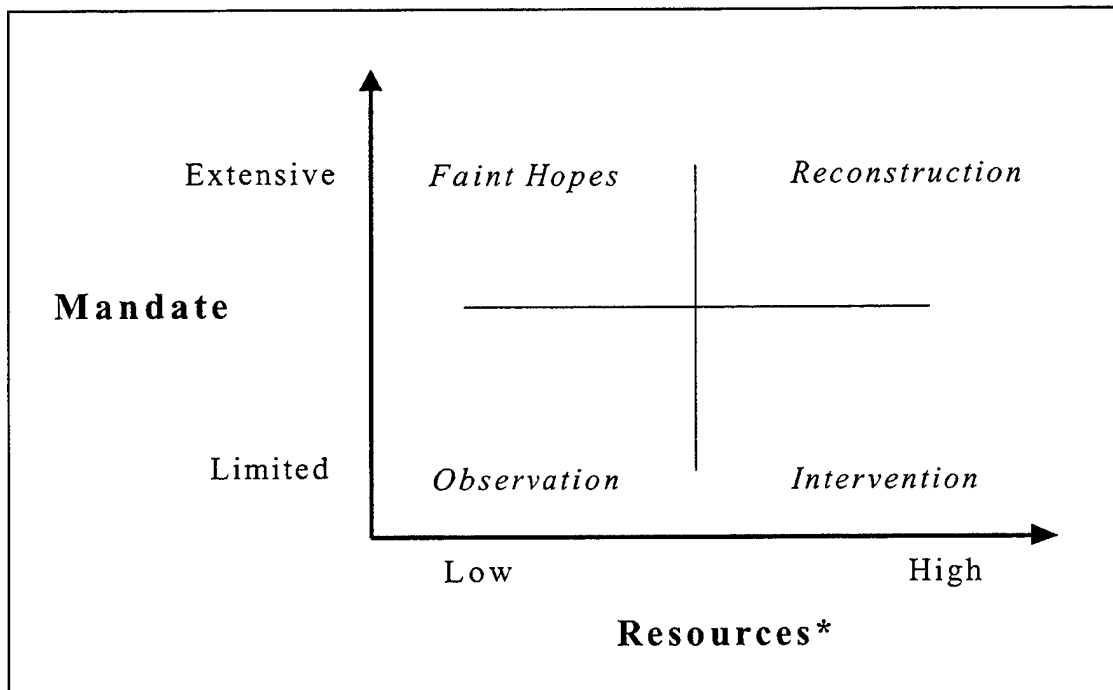 Extensive Faint Hopes Reconstruction
Mandate
Limited Observation Intervention
Low High
Resources*